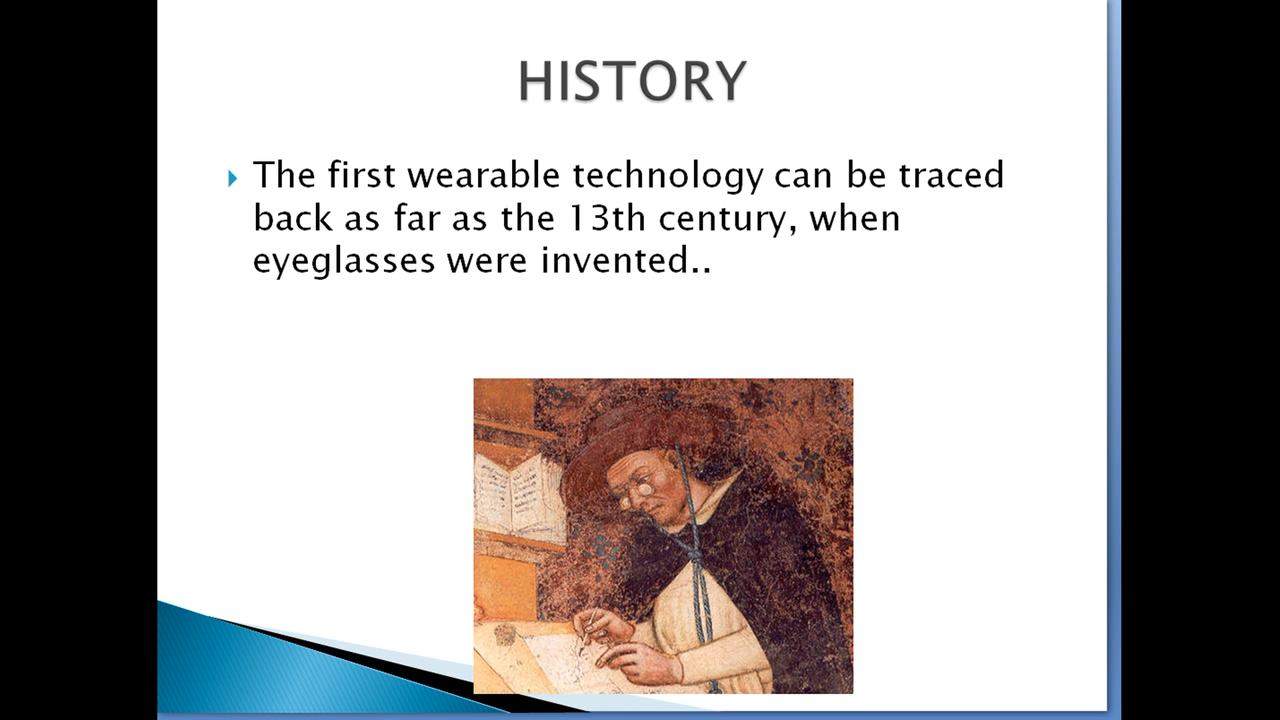 HISTORY
The first wearable technology can be traced
back as far as the 13th century, when
eyeglasses were invented..